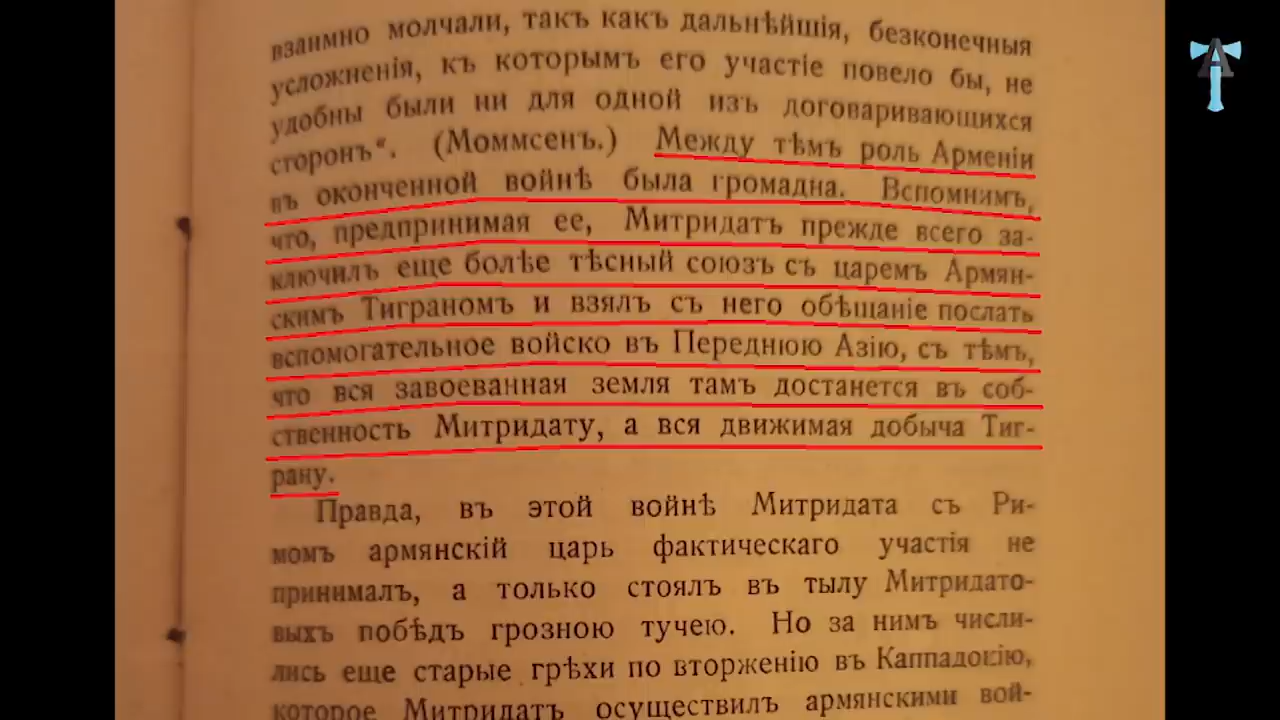 взаимно молчали, такъ какъ дальнѣйшія, безконечныя
усложненія, къ которымъ его участіе повело бы, не
удобны были ни для одной изъ договаривающихся
сторонъ“. (Моммсенъ.) Между тѣмъ роль Арменіи
въ оконченной войнѣ была громадна. Вспомнимъ,
что, предпринимая ее, Митридатъ прежде всего за-
ключилъ еще болѣе тѣсный союзъ съ царемъ Армян-
скимъ Тиграномъ и взялъ съ него обѣщаніе послать
вспомогательное войско въ Переднюю Азію, съ тѣмъ,
что вся завоеванная земля тамъ достанется въ соб-
ственность Митридату, а вся движимая добыча Тиг-
рану.
Правда, въ этой войнѣ Митридата съ Ри-
момъ армянскій царь фактическаго участія не
принималъ, а только стоялъ въ тылу Митридато-
выхъ побѣдъ грозною тучею. Но за нимъ числи-
лись еще старые грѣхи по вторженію въ Каппадокію,
которое Митридатъ осуществилъ армянскими вой-